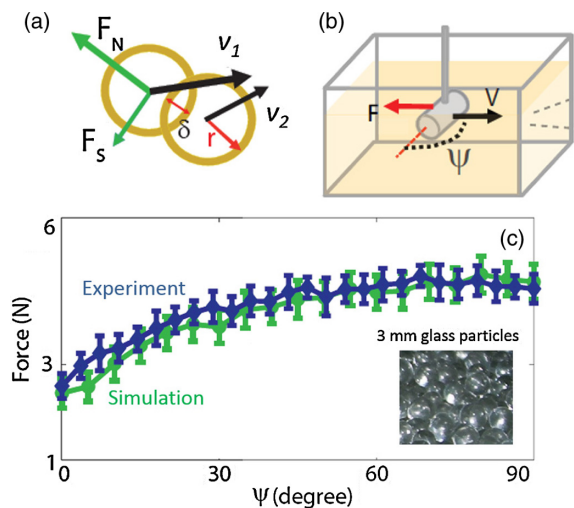 (a)
F_N
v_1
F_S
δ
r
v_2
(b)
F
V
Ψ
(c)
6
3
1
Force (N)
Experiment
Simulation
3 mm glass particles
0
30
60
90
Ψ (degree)